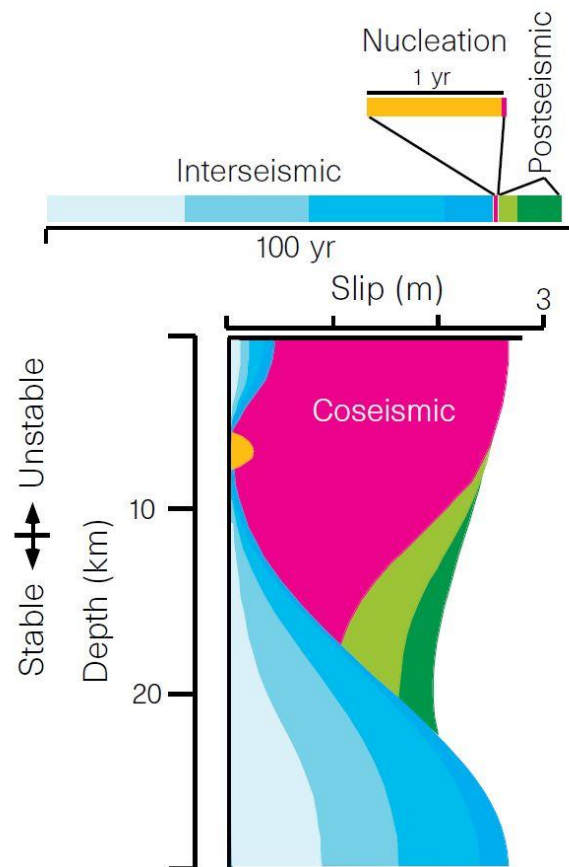 Nucleation
1 yr
Postseismic
Interseismic
100 yr
Slip (m)
3
Coseismic
Unstable
Stable
Depth (km)
10
20